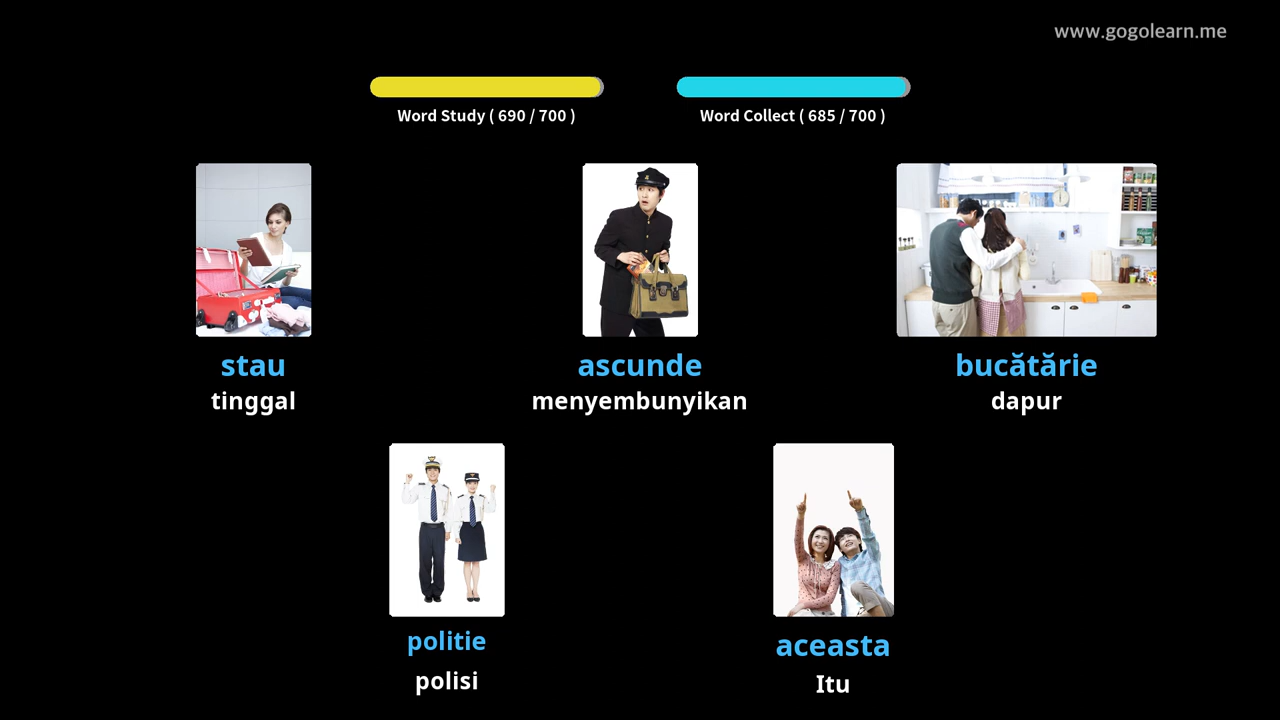 www.gogolearn.me
Word Study ( 690 / 700 )
Word Collect ( 685 / 700 )
stau
tinggal
ascunde
menyembunyikan
bucătărie
dapur
politie
polisi
aceasta
Itu